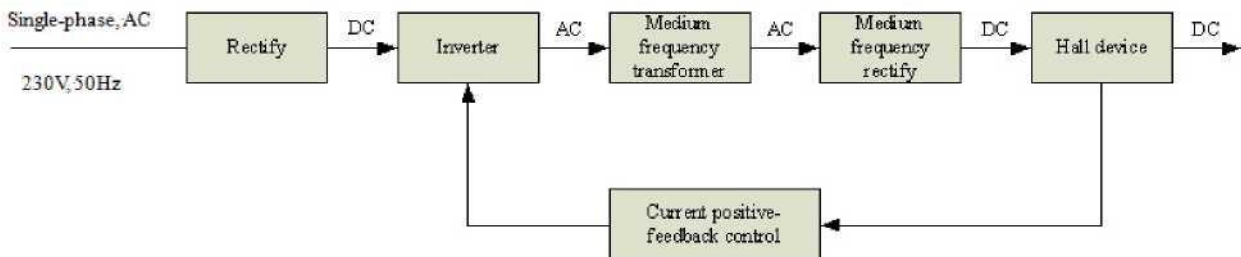 Single-phase, AC
230V,50Hz
Rectify
DC
Inverter
AC
Medium
frequency
transformer
AC
Medium
frequency
rectify
DC
Hall device
DC
Current positive-
feedback control